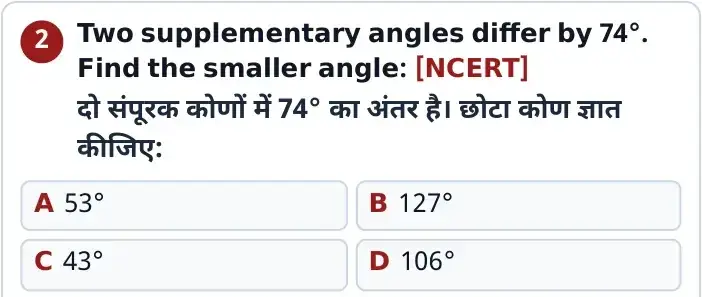 2 Two supplementary angles differ by 74°.
Find the smaller angle: [NCERT]
दो संपूरक कोणों में 74° का अंतर है। छोटा कोण ज्ञात
कीजिए:
A 53°
B 127°
C 43°
D 106°